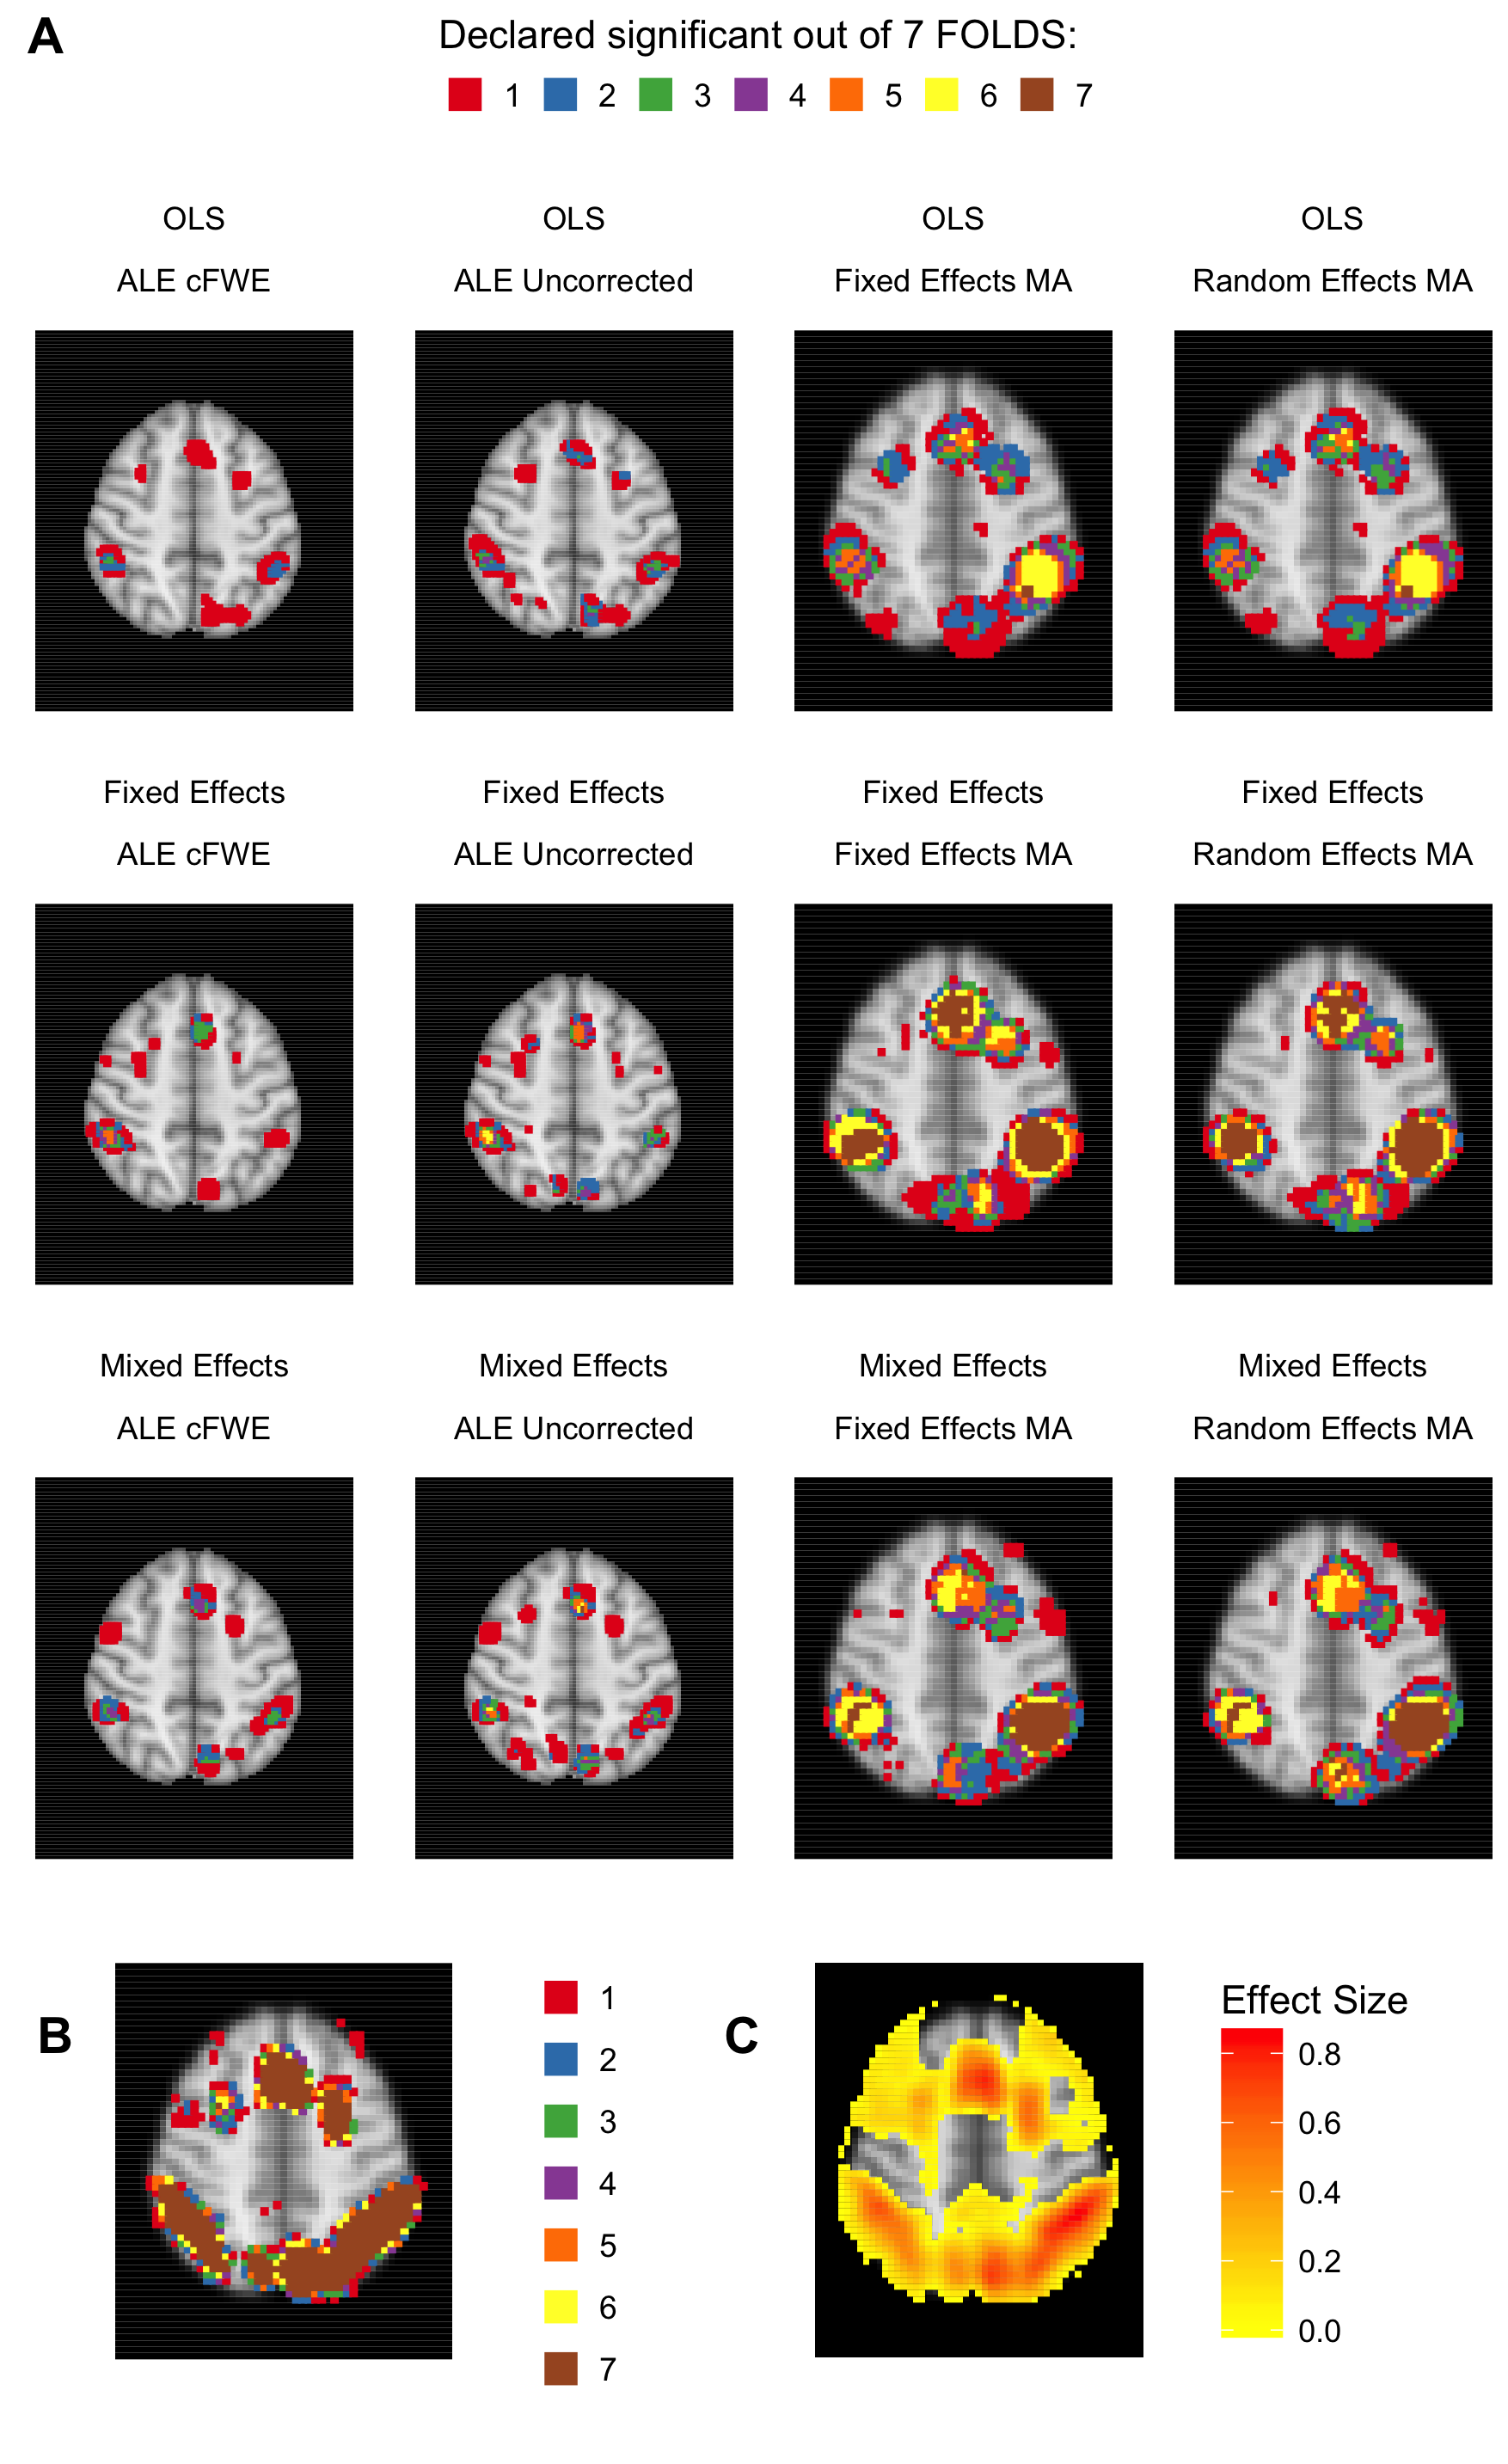 A
Declared significant out of 7 FOLDS:
1 2 3 4 5 6 7
OLS OLS OLS OLS
ALE cFWE ALE Uncorrected Fixed Effects MA Random Effects MA
Fixed Effects Fixed Effects Fixed Effects Fixed Effects
ALE cFWE ALE Uncorrected Fixed Effects MA Random Effects MA
Mixed Effects Mixed Effects Mixed Effects Mixed Effects
ALE cFWE ALE Uncorrected Fixed Effects MA Random Effects MA
B
1
2
3
4
5
6
7
C
Effect Size
0.8
0.6
0.4
0.2
0.0